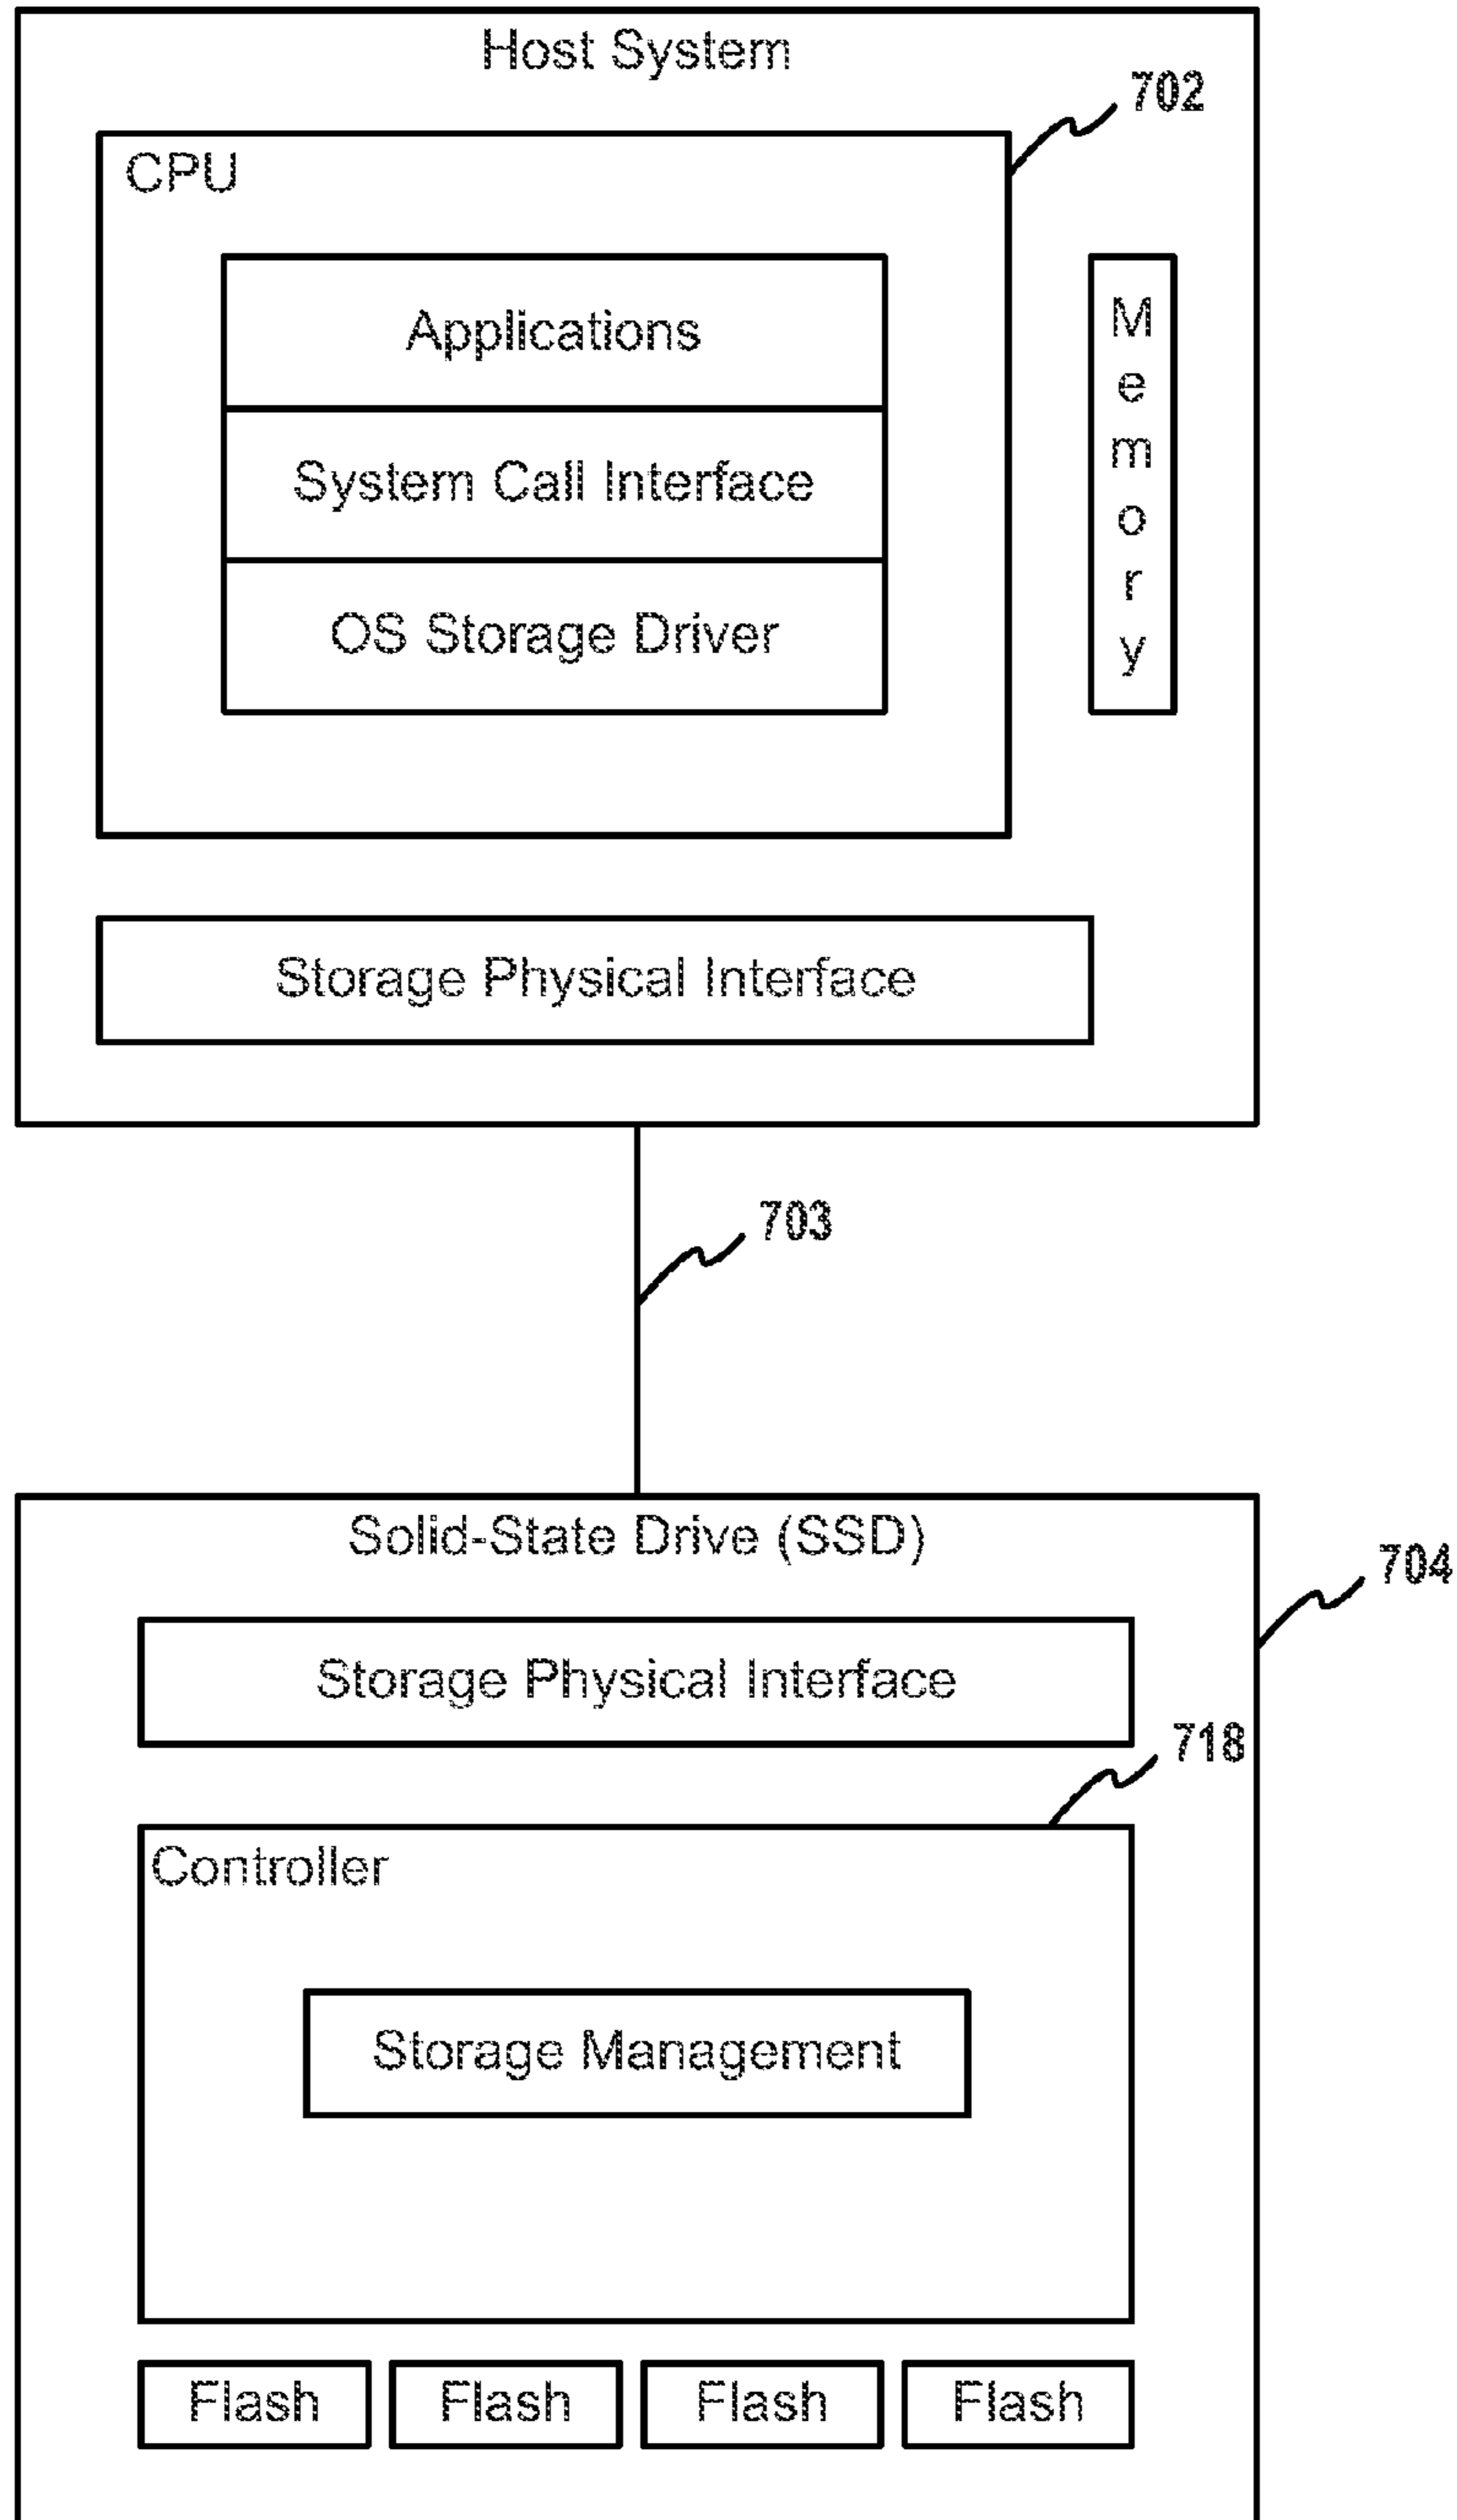 Host System
702
CPU
Applications
Memory
System Call Interface
OS Storage Driver
Storage Physical Interface
703
Solid-State Drive (SSD)
704
Storage Physical Interface
718
Controller
Storage Management
Flash Flash Flash Flash